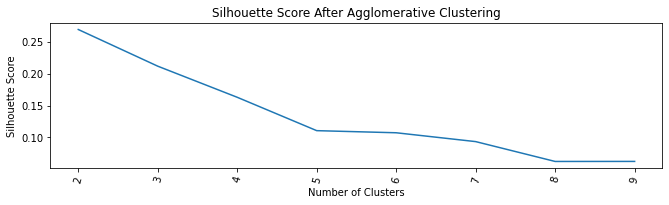 Silhouette Score After Agglomerative Clustering
Silhouette Score
0.25
0.20
0.15
0.10
2 3 4 5 6 7 8 9
Number of Clusters